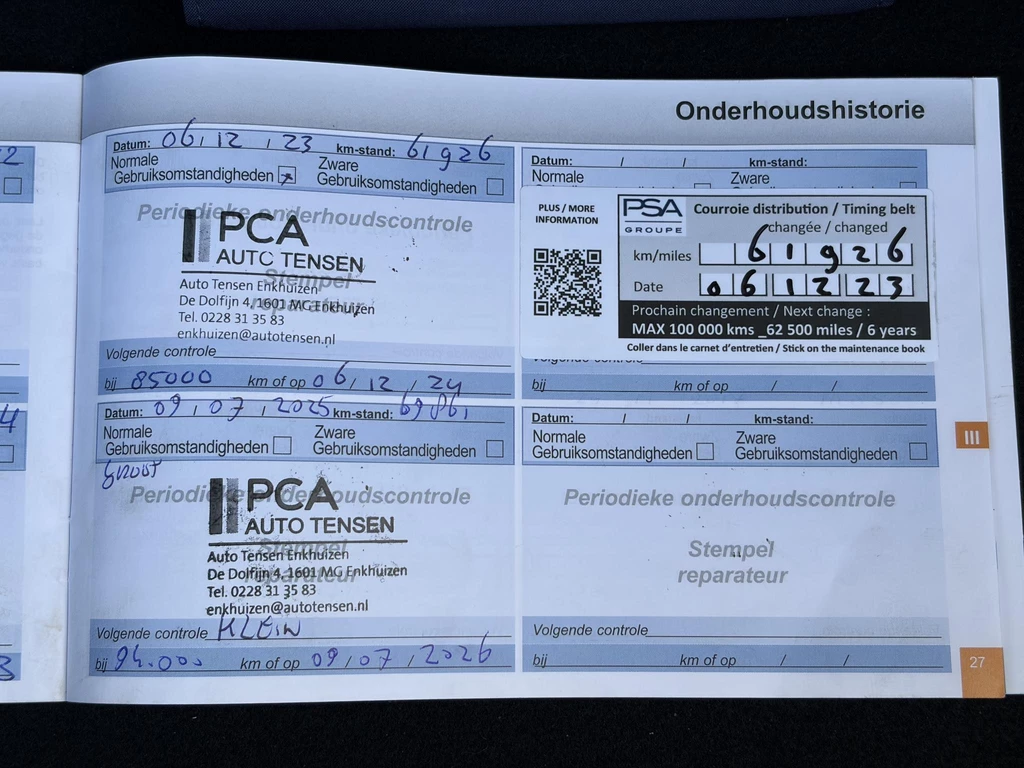 Onderhoudshistorie
Datum: 06 / 12 / 23 km-stand: 61926
Normale Gebruiksomstandigheden
Zware Gebruiksomstandigheden
Periodieke onderhoudscontrole
PCA
AUTO TENSEN
Stempel
reparateur
Auto Tensen Enkhuizen
De Dolfijn 4, 1601 MG Enkhuizen
Tel. 0228 31 35 83
enkhuizen@autotensen.nl
Volgende controle
bij 85000 km of op 06 / 12 / 24
Datum: 09 / 07 / 2025 km-stand: 69861
Normale Gebruiksomstandigheden
Zware Gebruiksomstandigheden
GROOT
Periodieke onderhoudscontrole
PCA
AUTO TENSEN
Stempel
reparateur
Auto Tensen Enkhuizen
De Dolfijn 4, 1601 MG Enkhuizen
Tel. 0228 31 35 83
enkhuizen@autotensen.nl
Volgende controle KLEIN
bij 94.000 km of op 09 / 07 / 2026
Datum: / / km-stand:
Normale
Zware
PLUS / MORE
INFORMATION
PSA
GROUPE
Courroie distribution / Timing belt
changée / changed
km/miles 61926
Date 061223
Prochain changement / Next change :
MAX 100 000 kms _62 500 miles / 6 years
Coller dans le carnet d'entretien / Stick on the maintenance book
bij km of op / /
Datum: / / km-stand:
Normale Gebruiksomstandigheden
Zware Gebruiksomstandigheden
Periodieke onderhoudscontrole
Stempel
reparateur
Volgende controle
bij km of op / /
III
27